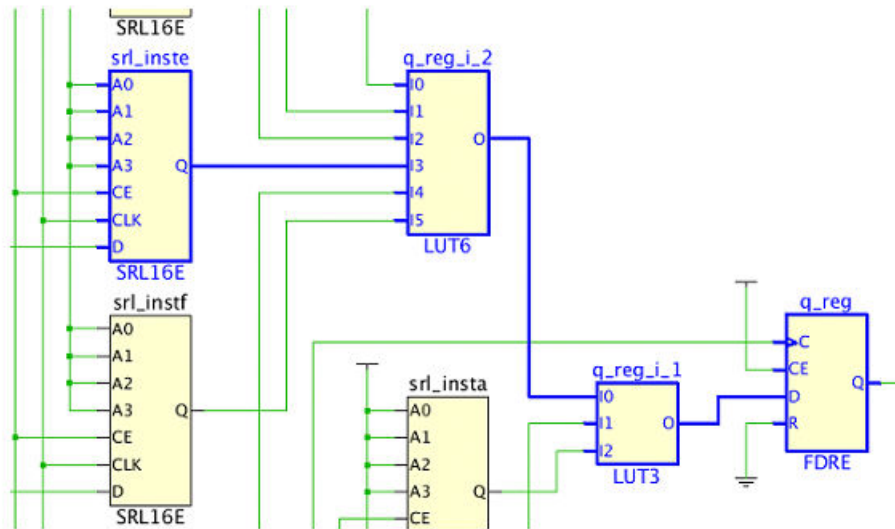 SRL16E
srl_inste
A0
A1
A2
A3
CE
CLK
D
Q
SRL16E
q_reg_i_2
I0
I1
I2
I3
I4
I5
O
LUT6
srl_instf
A0
A1
A2
A3
CE
CLK
D
Q
SRL16E
srl_insta
A0
A1
A2
A3
CE
Q
q_reg_i_1
I0
I1
I2
O
LUT3
q_reg
C
CE
D
R
Q
FDRE